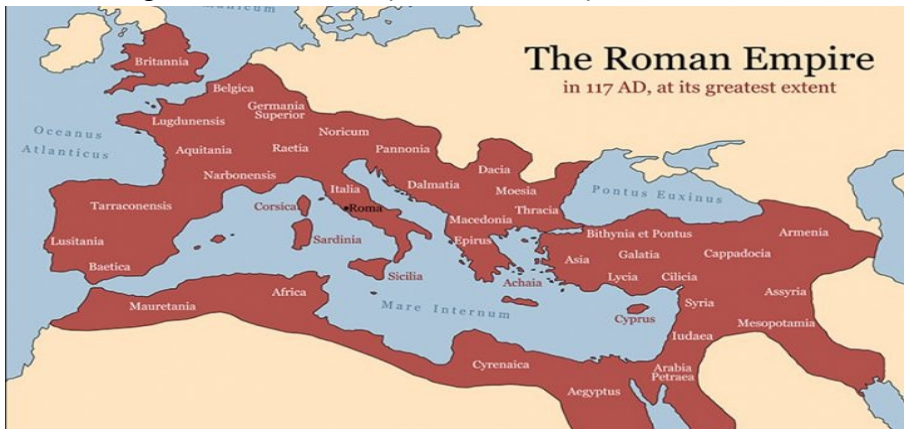 The Roman Empire
in 117 AD, at its greatest extent
Britannia
Oceanus
Atlanticus
Belgica
Germania
Superior
Lugdunensis
Noricum
Aquitania
Raetia
Pannonia
Narbonensis
Dacia
Italia
Dalmatia
Moesia
Pontus Euxinus
Tarraconensis
Corsica
Roma
Thracia
Macedonia
Lusitania
Sardinia
Epirus
Bithynia et Pontus
Armenia
Baetica
Asia
Galatia
Cappadocia
Sicilia
Achaia
Lycia
Cilicia
Mauretania
Africa
Mare Internum
Cyprus
Syria
Assyria
Mesopotamia
Iudaea
Cyrenaica
Aegyptus
Arabia
Petraea